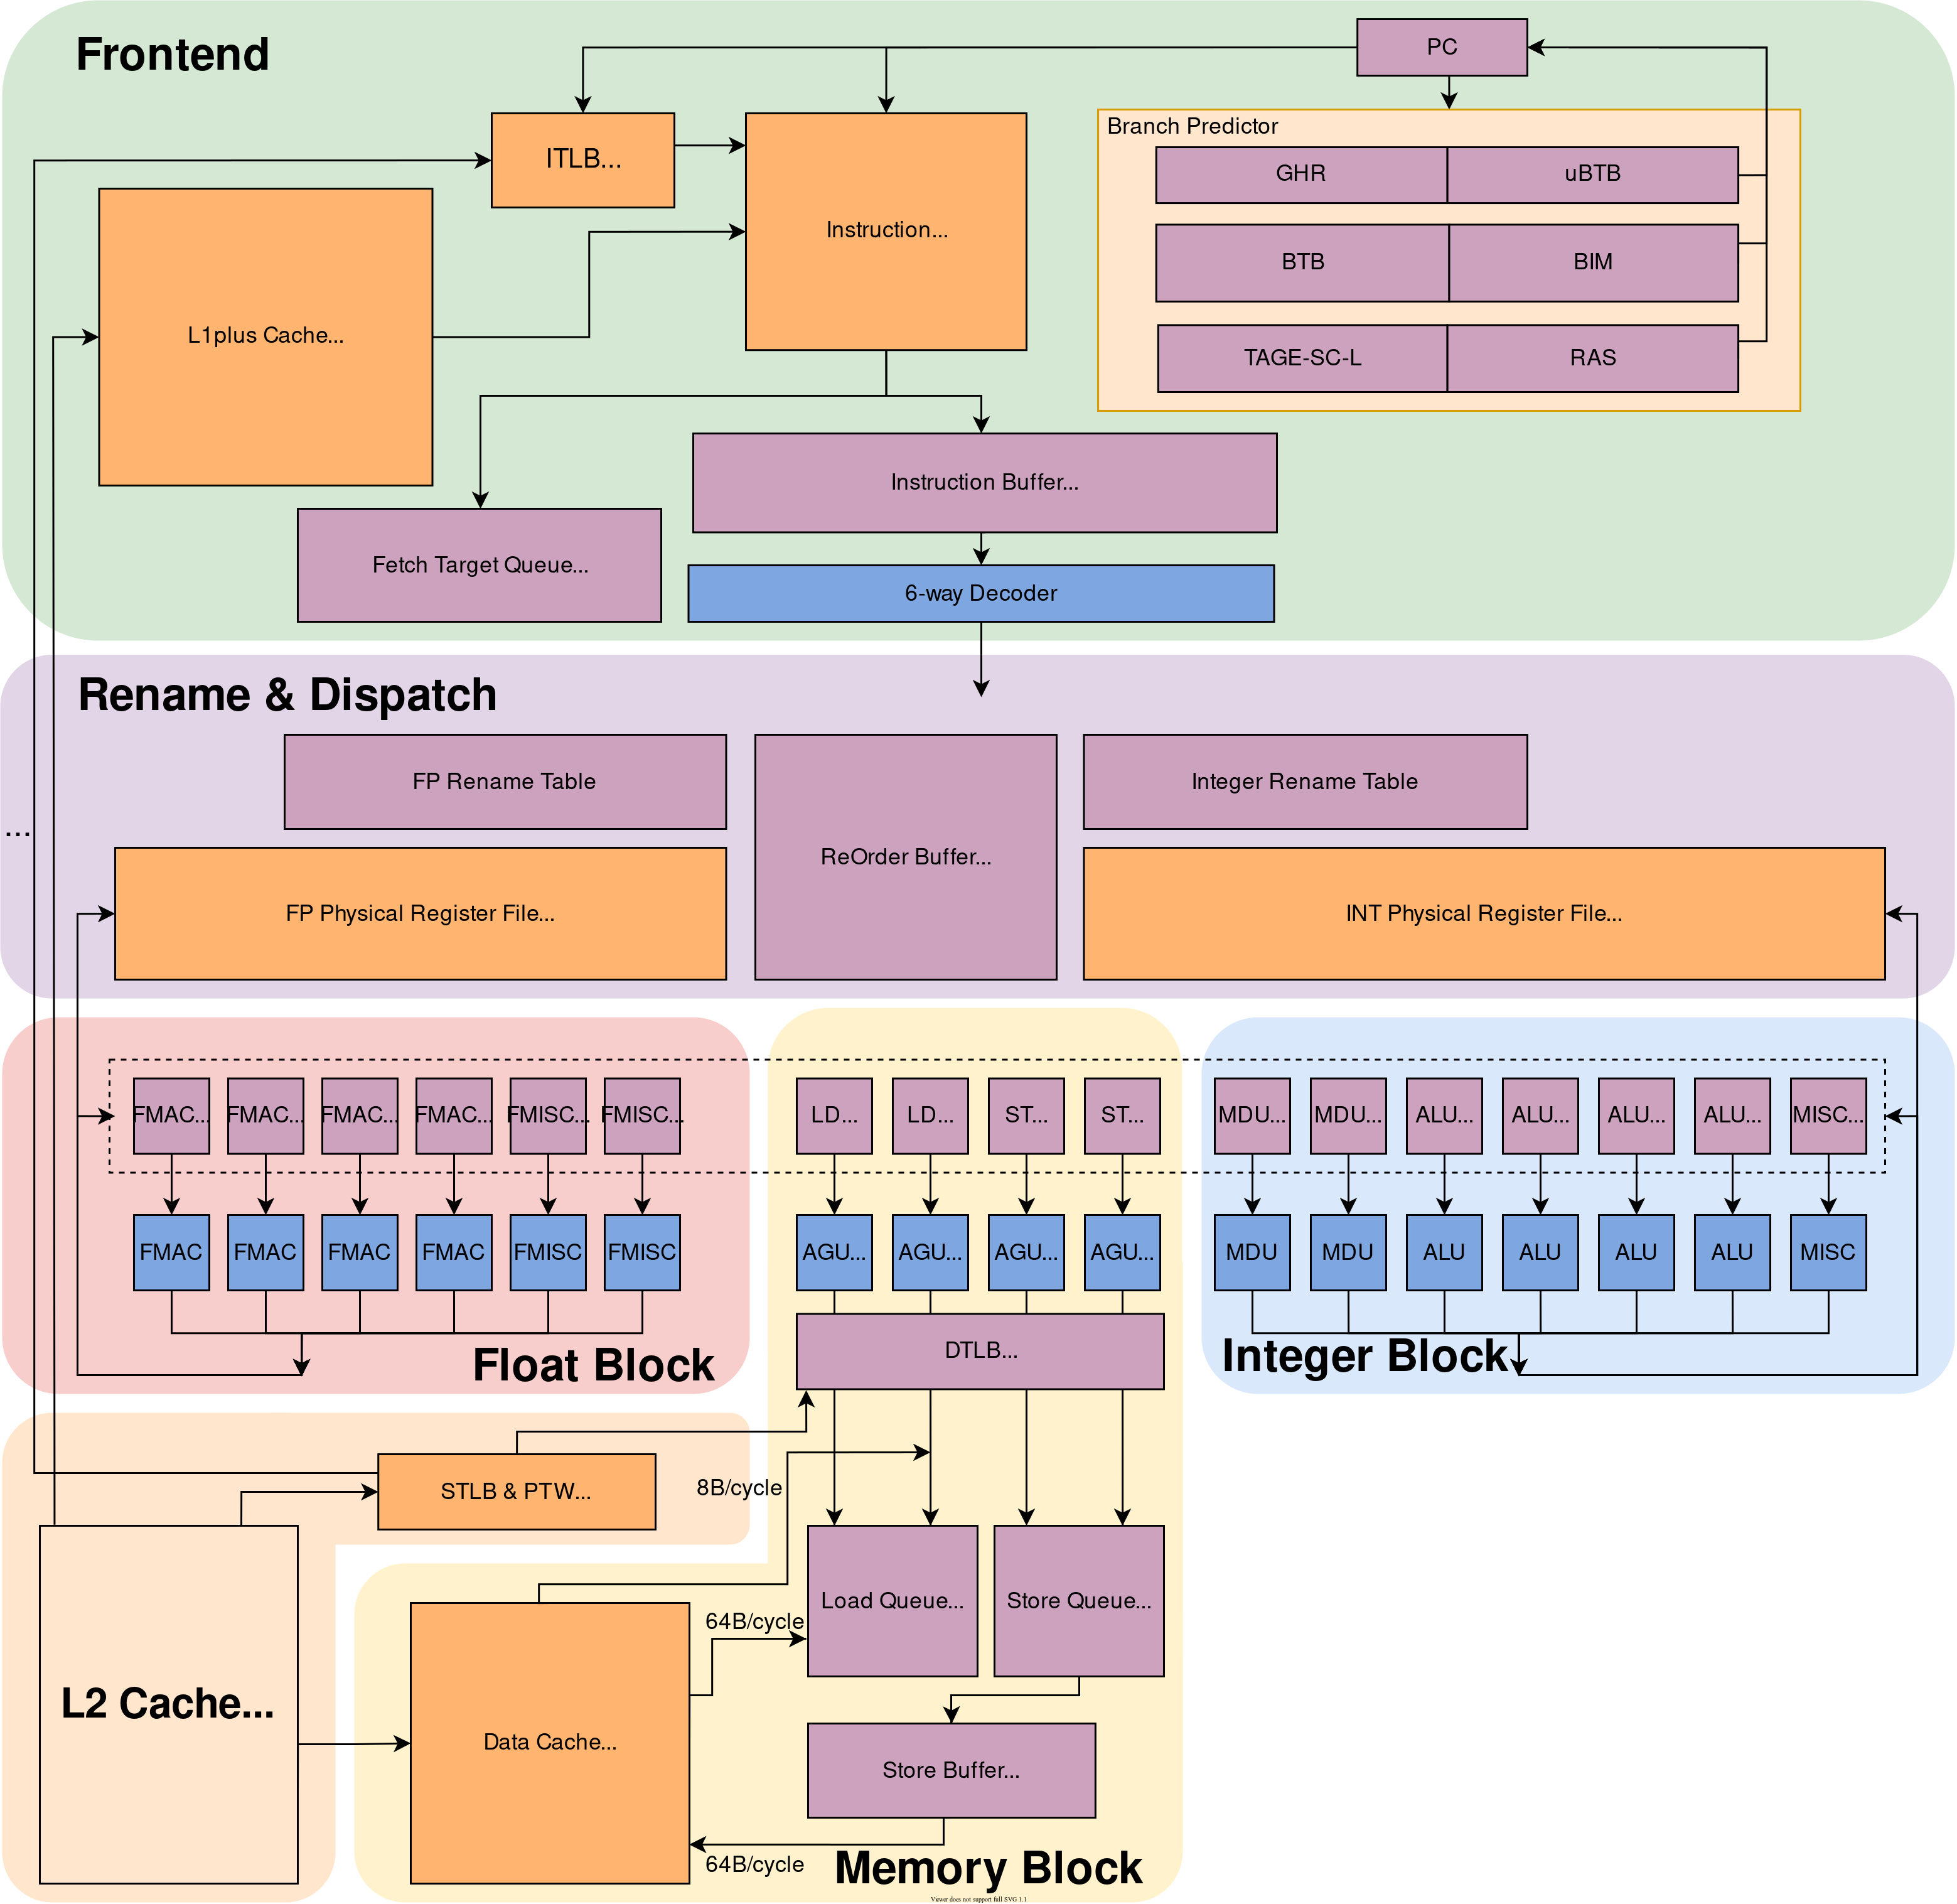 Frontend
PC
Branch Predictor
ITLB...
GHR
uBTB
Instruction...
BTB
BIM
L1plus Cache...
TAGE-SC-L
RAS
Instruction Buffer...
Fetch Target Queue...
6-way Decoder
Rename & Dispatch
FP Rename Table
Integer Rename Table
...
ReOrder Buffer...
FP Physical Register File...
INT Physical Register File...
FMAC...
FMAC...
FMAC...
FMAC...
FMISC...
FMISC...
LD...
LD...
ST...
ST...
MDU...
MDU...
ALU...
ALU...
ALU...
ALU...
MISC...
FMAC
FMAC
FMAC
FMAC
FMISC
FMISC
AGU...
AGU...
AGU...
AGU...
MDU
MDU
ALU
ALU
ALU
ALU
MISC
Float Block
DTLB...
Integer Block
STLB & PTW...
8B/cycle
Load Queue...
Store Queue...
64B/cycle
L2 Cache...
Data Cache...
Store Buffer...
64B/cycle
Memory Block
Viewer does not support full SVG 1.1